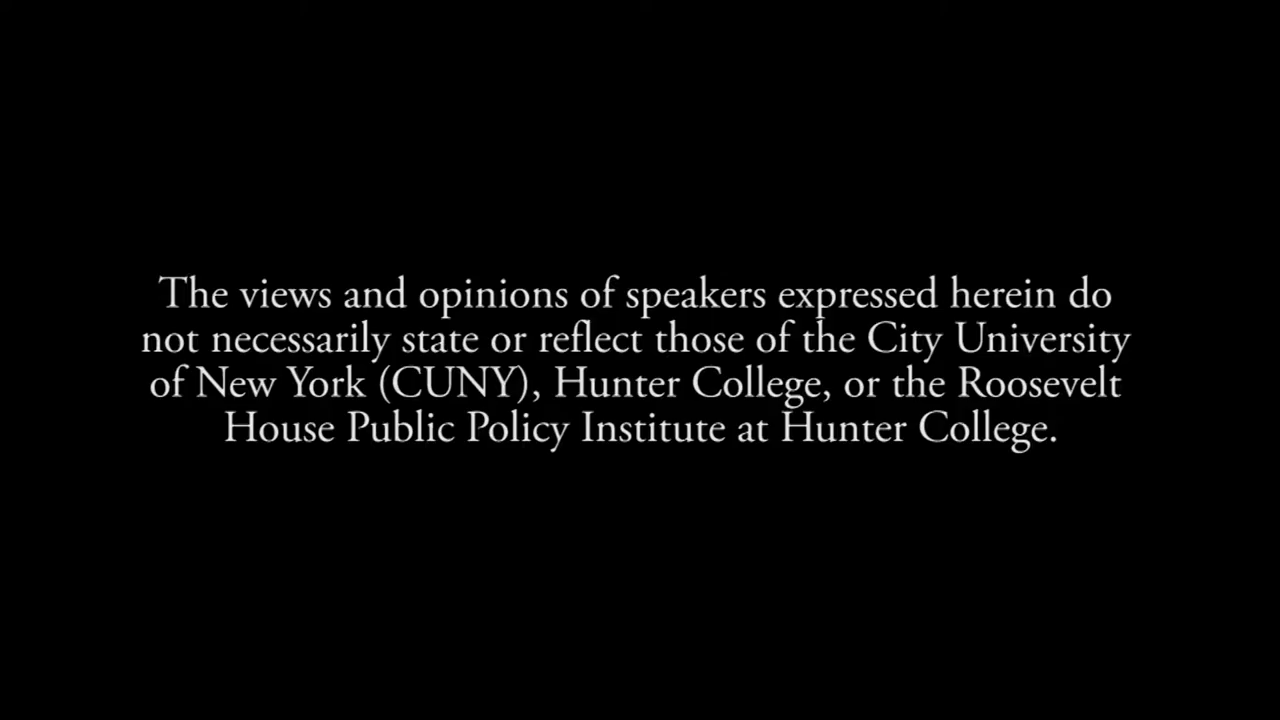 The views and opinions of speakers expressed herein do
not necessarily state or reflect those of the City University
of New York (CUNY), Hunter College, or the Roosevelt
House Public Policy Institute at Hunter College.